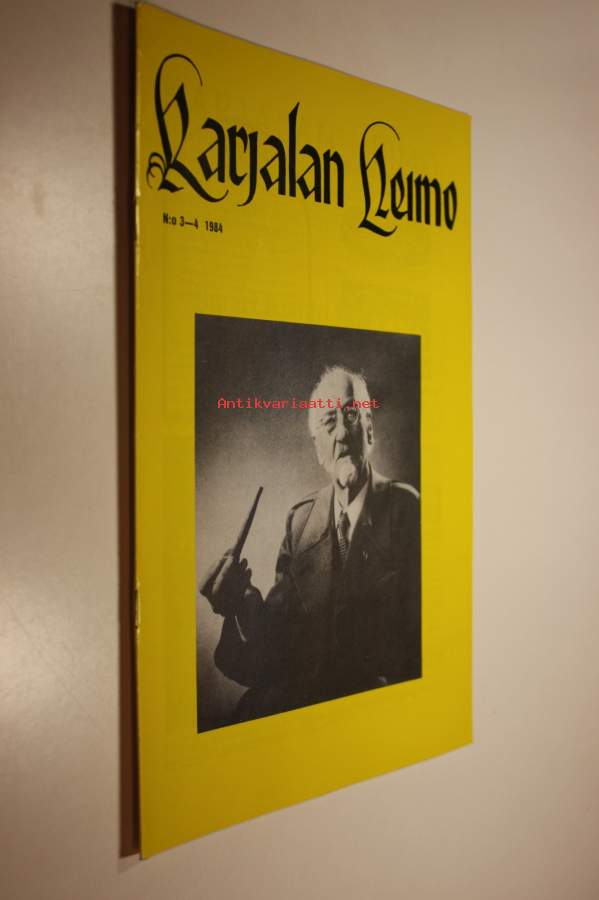 Karjalan Heimo
N:o 3—4 1984
Antikvariaatti.net